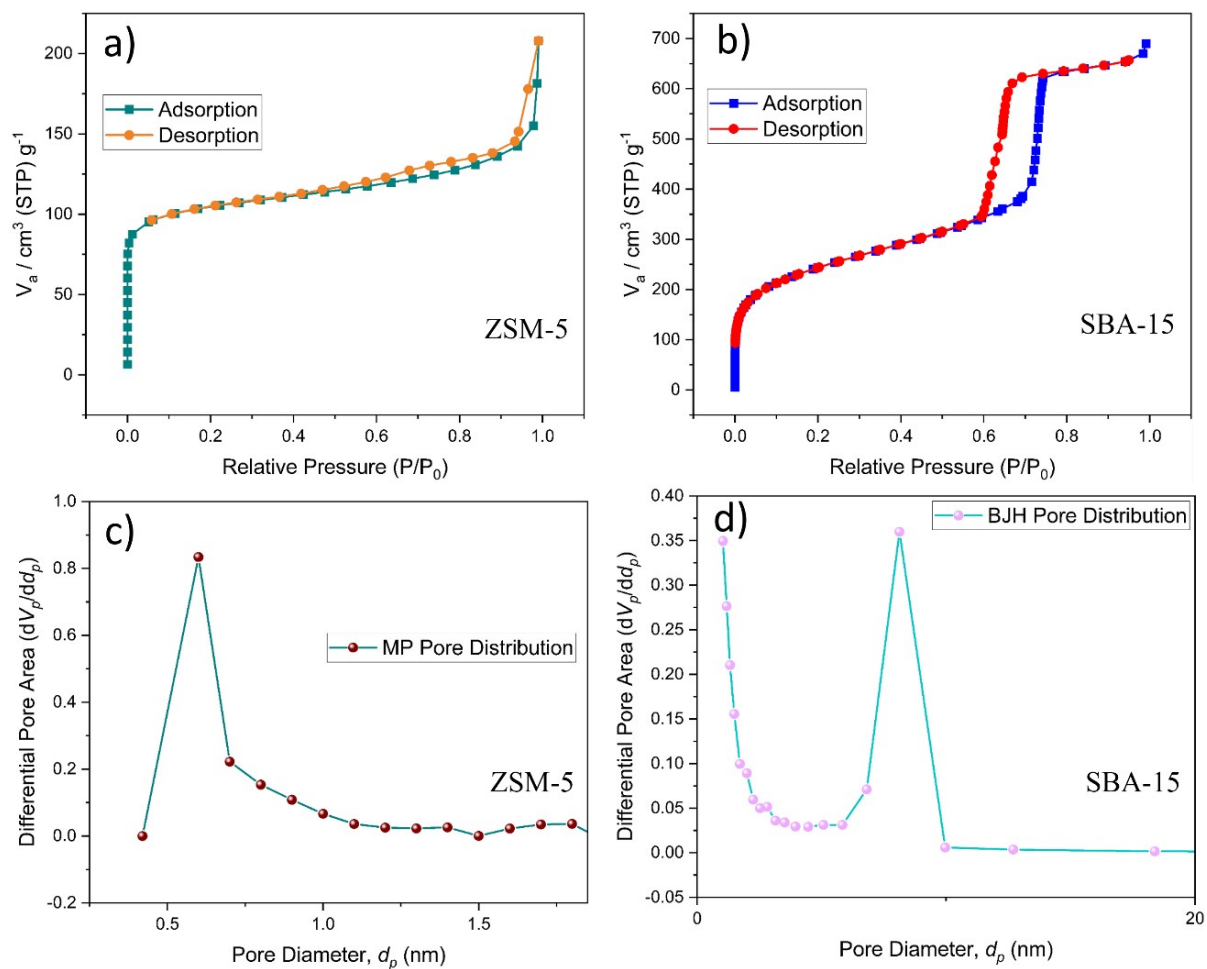 a)
Adsorption
Desorption
ZSM-5
Vₐ / cm³ (STP) g⁻¹
200
150
100
50
0
0.0 0.2 0.4 0.6 0.8 1.0
Relative Pressure (P/P₀)
b)
Adsorption
Desorption
SBA-15
Vₐ / cm³ (STP) g⁻¹
700
600
500
400
300
200
100
0
0.0 0.2 0.4 0.6 0.8 1.0
Relative Pressure (P/P₀)
c)
MP Pore Distribution
ZSM-5
Differential Pore Area (dVₚ/ddₚ)
1.0
0.8
0.6
0.4
0.2
0.0
-0.2
0.5 1.0 1.5
Pore Diameter, dₚ (nm)
d)
BJH Pore Distribution
SBA-15
Differential Pore Area (dVₚ/ddₚ)
0.40
0.35
0.30
0.25
0.20
0.15
0.10
0.05
0.00
-0.05
0 20
Pore Diameter, dₚ (nm)